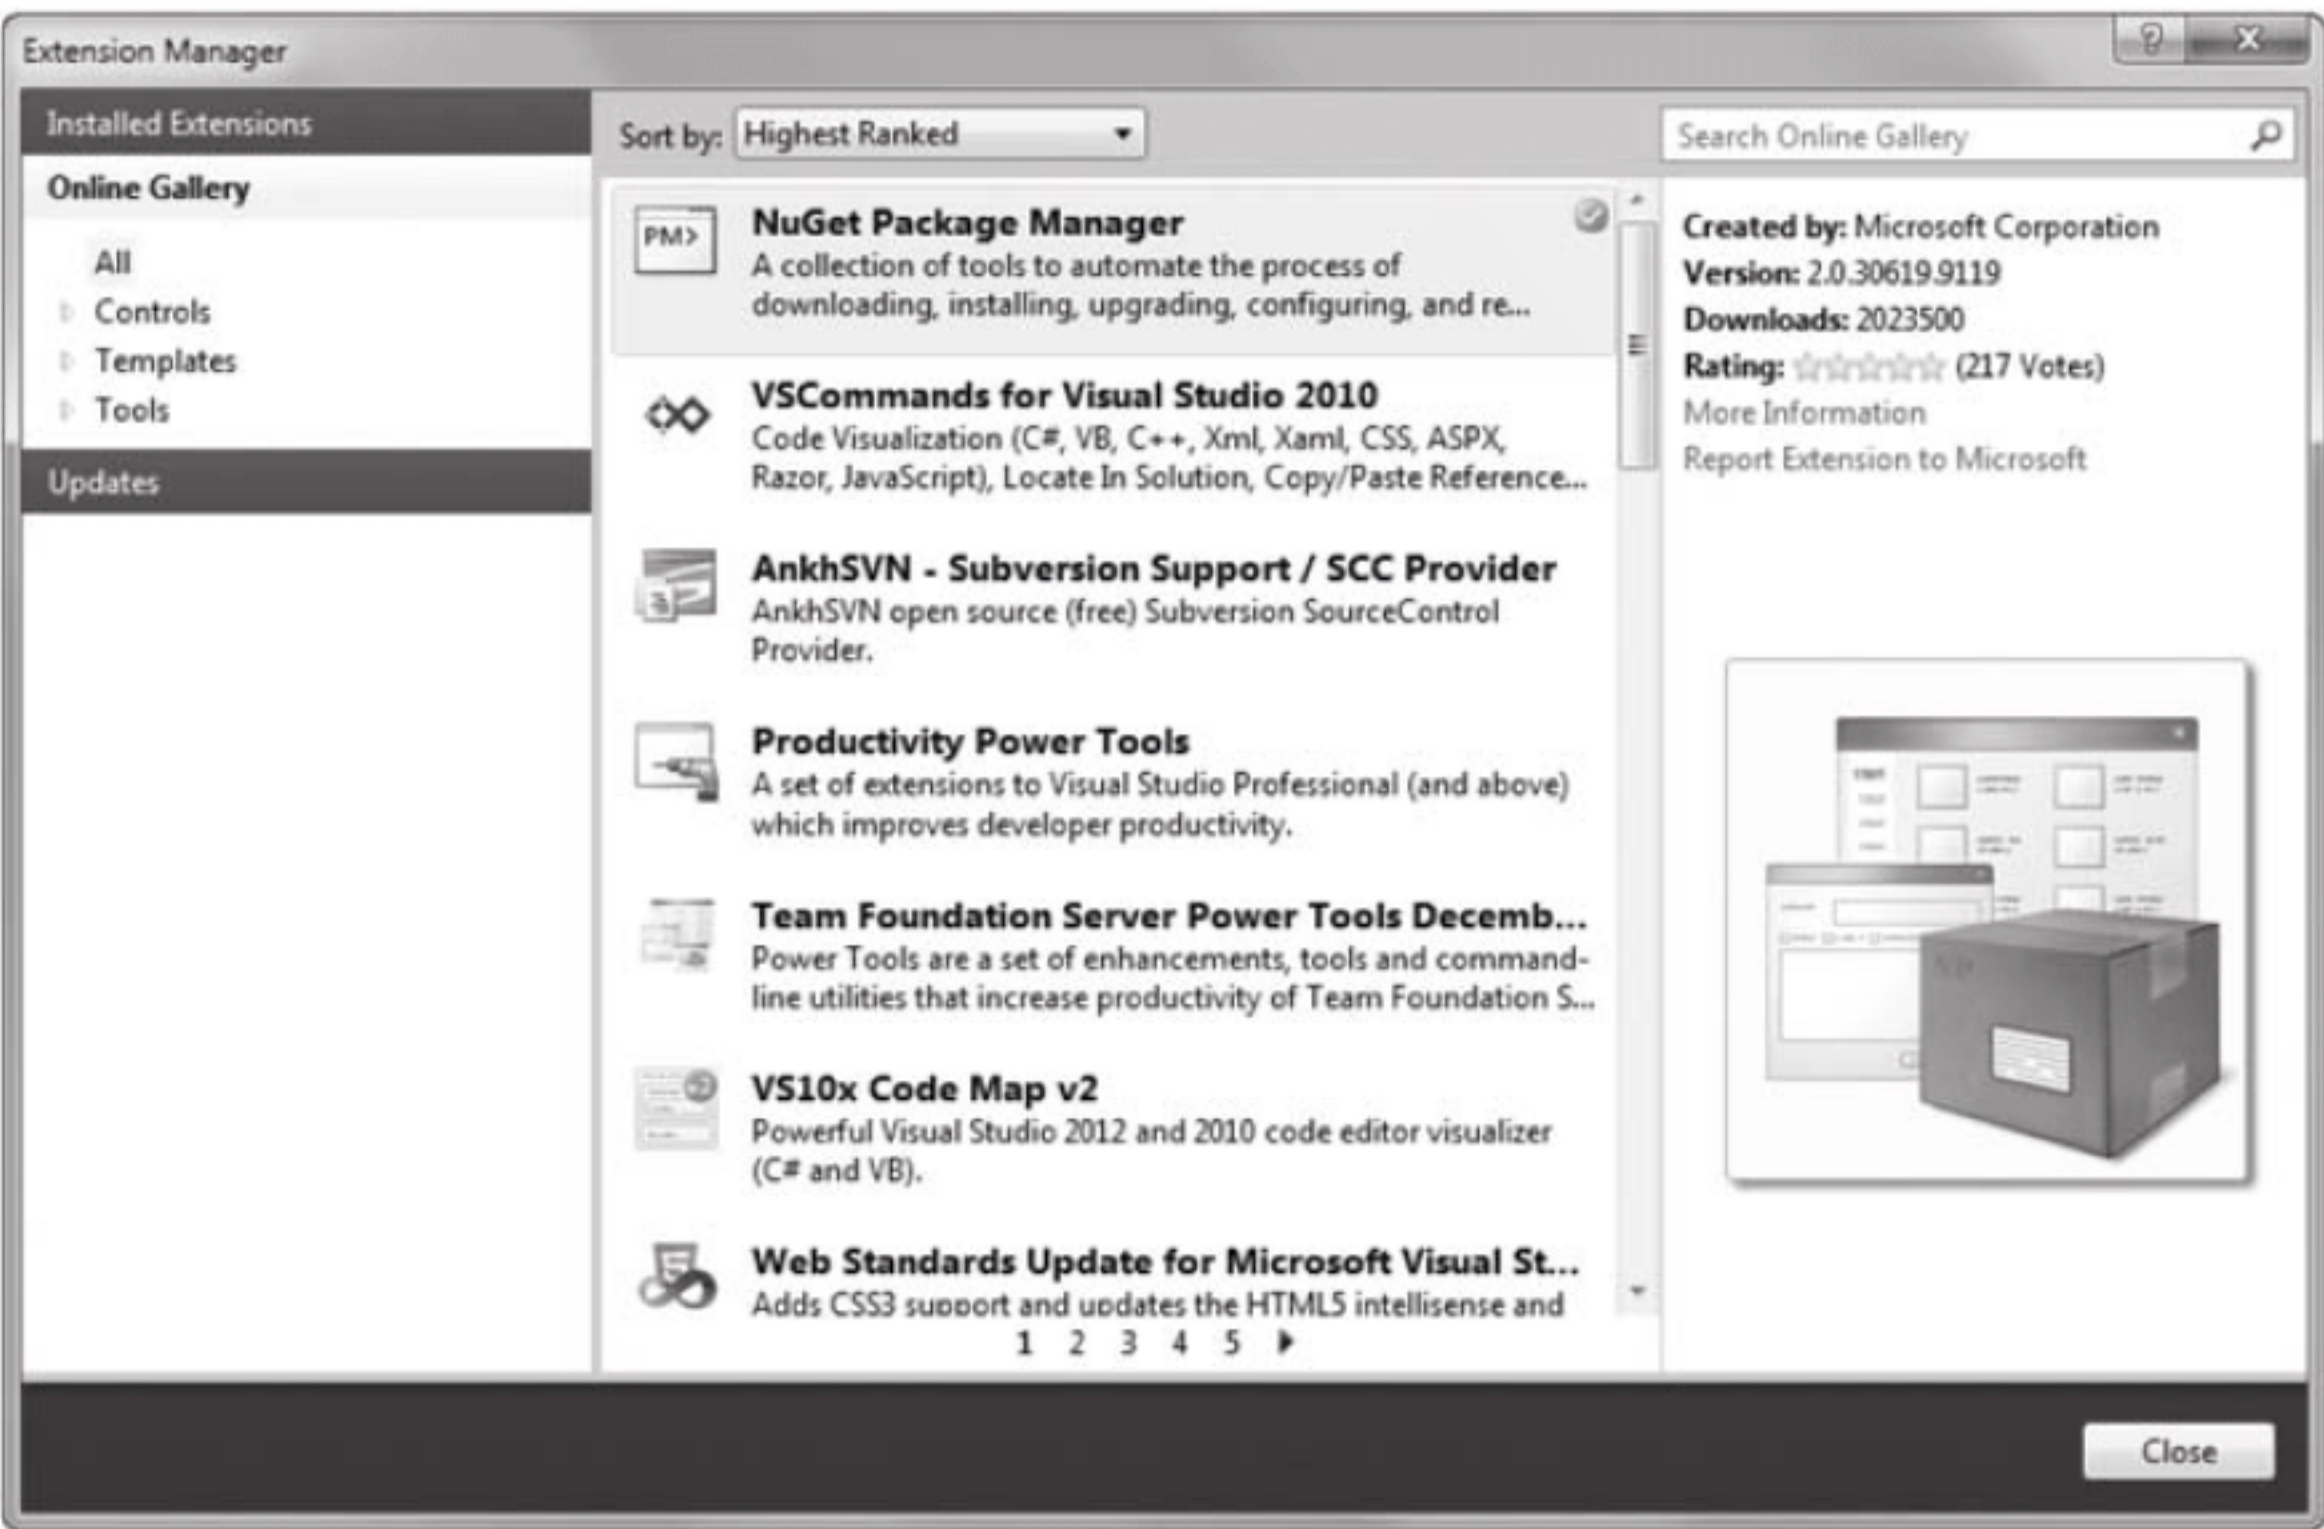 Extension Manager
Installed Extensions
Online Gallery
All
Controls
Templates
Tools
Updates
Sort by: Highest Ranked
Search Online Gallery
PM>
NuGet Package Manager
A collection of tools to automate the process of
downloading, installing, upgrading, configuring, and re...
VSCommands for Visual Studio 2010
Code Visualization (C#, VB, C++, Xml, Xaml, CSS, ASPX,
Razor, JavaScript), Locate In Solution, Copy/Paste Reference...
AnkhSVN - Subversion Support / SCC Provider
AnkhSVN open source (free) Subversion SourceControl
Provider.
Productivity Power Tools
A set of extensions to Visual Studio Professional (and above)
which improves developer productivity.
Team Foundation Server Power Tools Decemb...
Power Tools are a set of enhancements, tools and command-
line utilities that increase productivity of Team Foundation S...
VS10x Code Map v2
Powerful Visual Studio 2012 and 2010 code editor visualizer
(C# and VB).
Web Standards Update for Microsoft Visual St...
Adds CSS3 support and updates the HTML5 intellisense and
1 2 3 4 5
Created by: Microsoft Corporation
Version: 2.0.30619.9119
Downloads: 2023500
Rating: (217 Votes)
More Information
Report Extension to Microsoft
Close